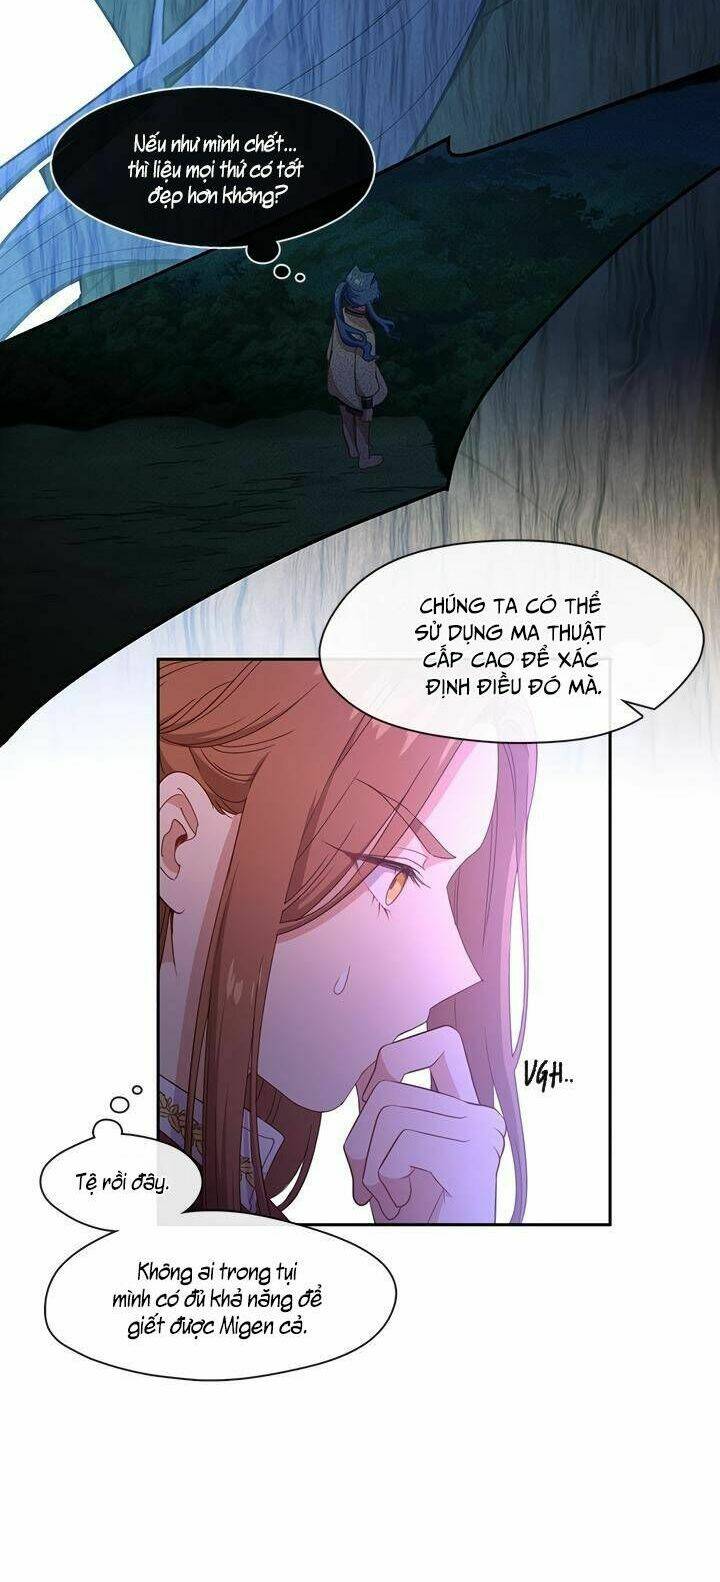 Nếu như mình chết...
thì liệu mọi thứ có tốt
đẹp hơn không?
CHÚNG TA CÓ THỂ
SỬ DỤNG MA THUẬT
CẤP CAO ĐỂ XÁC
ĐỊNH ĐIỀU ĐÓ MÀ.
UGH..
Tệ rồi đây.
Không ai trong tụi
mình có đủ khả năng để
giết được Migen cả.